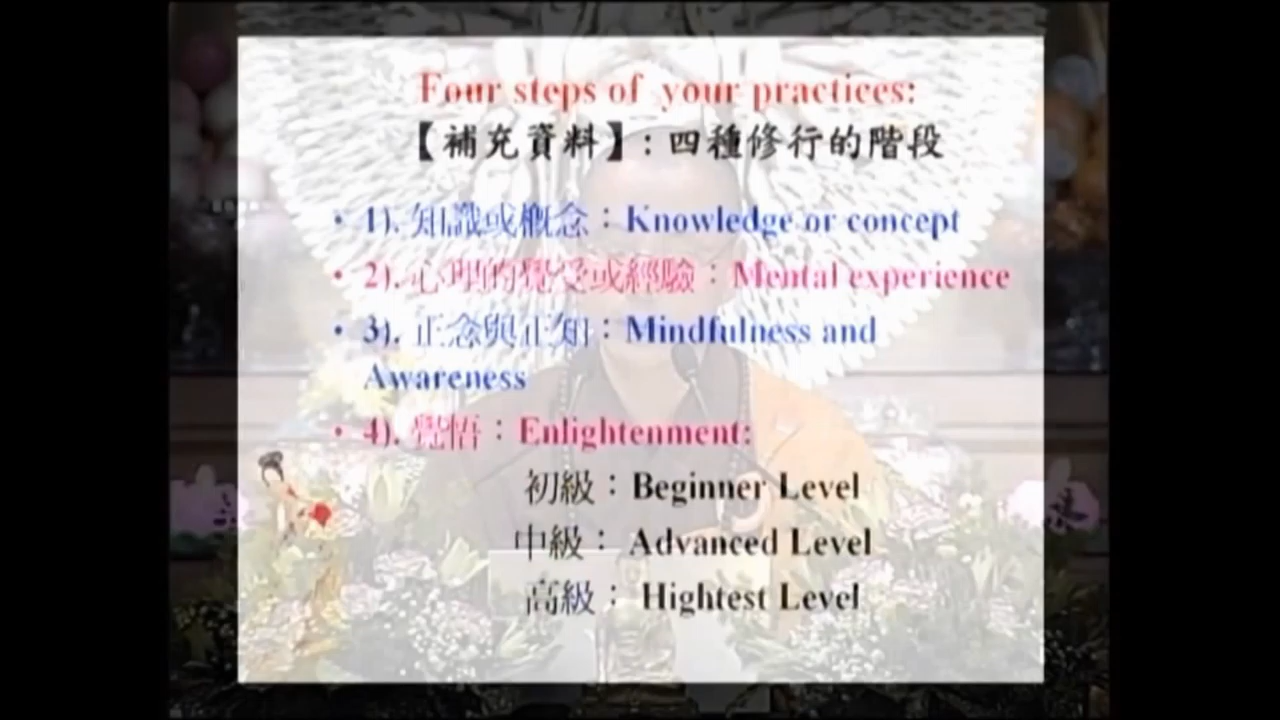 Four steps of your practices:
【補充資料】: 四種修行的階段
• 1). 知識或概念：Knowledge or concept
• 2). 心理的覺受或經驗：Mental experience
• 3). 正念與正知：Mindfulness and
Awareness
• 4). 覺悟：Enlightenment:
初級：Beginner Level
中級： Advanced Level
高級： Hightest Level